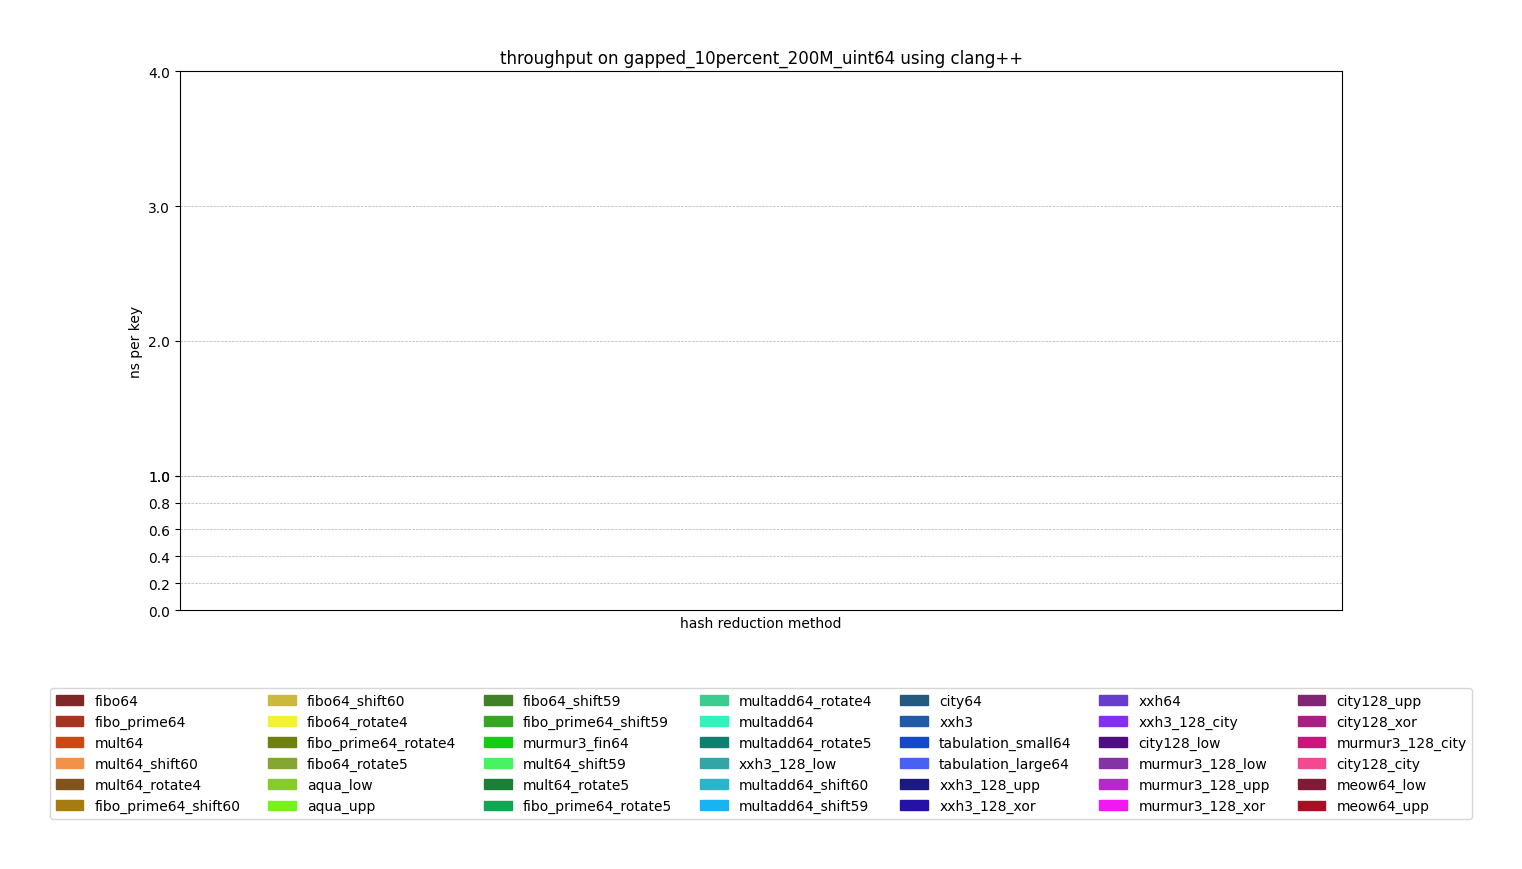 throughput on gapped_10percent_200M_uint64 using clang++
4.0
3.0
2.0
1.0
1.0
0.8
0.6
0.4
0.2
0.0
ns per key
hash reduction method
fibo64
fibo_prime64
mult64
mult64_shift60
mult64_rotate4
fibo_prime64_shift60
fibo64_shift60
fibo64_rotate4
fibo_prime64_rotate4
fibo64_rotate5
aqua_low
aqua_upp
fibo64_shift59
fibo_prime64_shift59
murmur3_fin64
mult64_shift59
mult64_rotate5
fibo_prime64_rotate5
multadd64_rotate4
multadd64
multadd64_rotate5
xxh3_128_low
multadd64_shift60
multadd64_shift59
city64
xxh3
tabulation_small64
tabulation_large64
xxh3_128_upp
xxh3_128_xor
xxh64
xxh3_128_city
city128_low
murmur3_128_low
murmur3_128_upp
murmur3_128_xor
city128_upp
city128_xor
murmur3_128_city
city128_city
meow64_low
meow64_upp